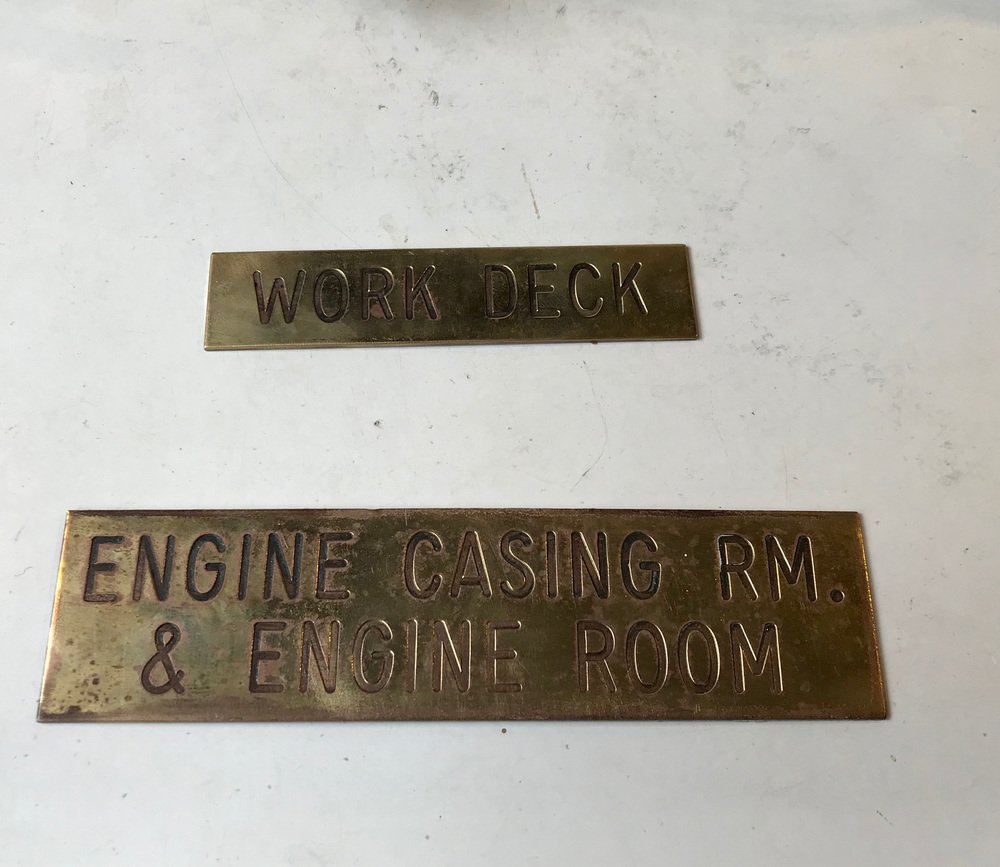 WORK DECK
ENGINE CASING RM.
& ENGINE ROOM